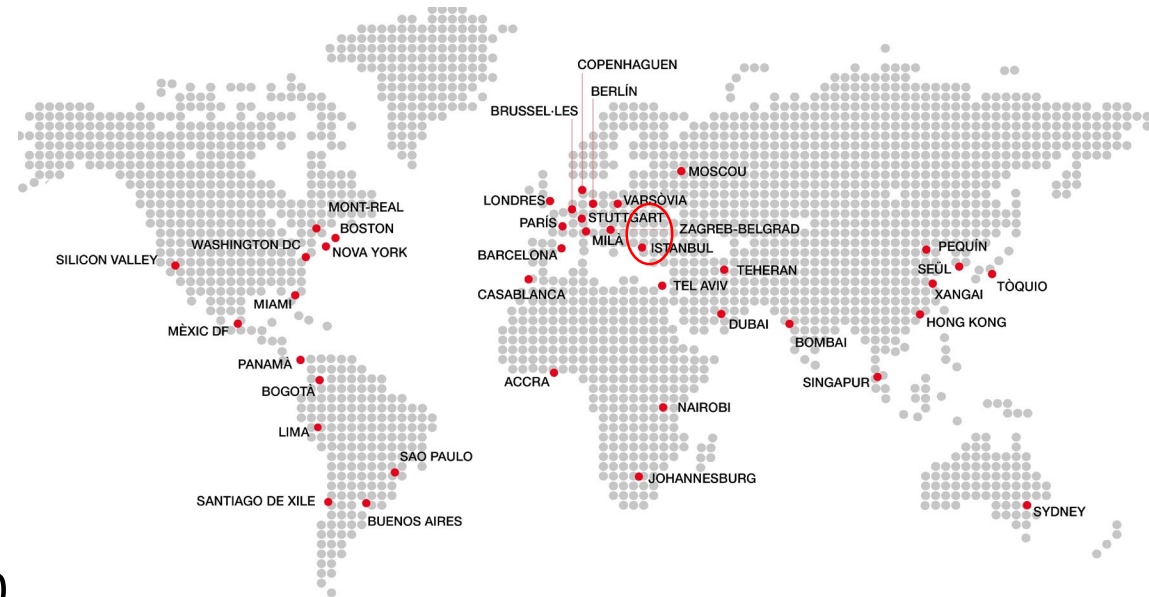 COPENHAGUEN
BERLÍN
BRUSSEL·LES
MOSCOU
LONDRES
VARSÒVIA
MONT-REAL
STUTTGART
PARÍS
BOSTON
ZAGREB-BELGRAD
MILÀ
WASHINGTON DC
ISTANBUL
PEQUÍN
NOVA YORK
BARCELONA
SILICON VALLEY
TEHERAN
SEÜL
TEL AVIV
TÒQUIO
CASABLANCA
XANGAI
MIAMI
HONG KONG
DUBAI
MÈXIC DF
BOMBAI
PANAMÀ
ACCRA
SINGAPUR
BOGOTÀ
NAIROBI
LIMA
SAO PAULO
JOHANNESBURG
SANTIAGO DE XILE
SYDNEY
BUENOS AIRES